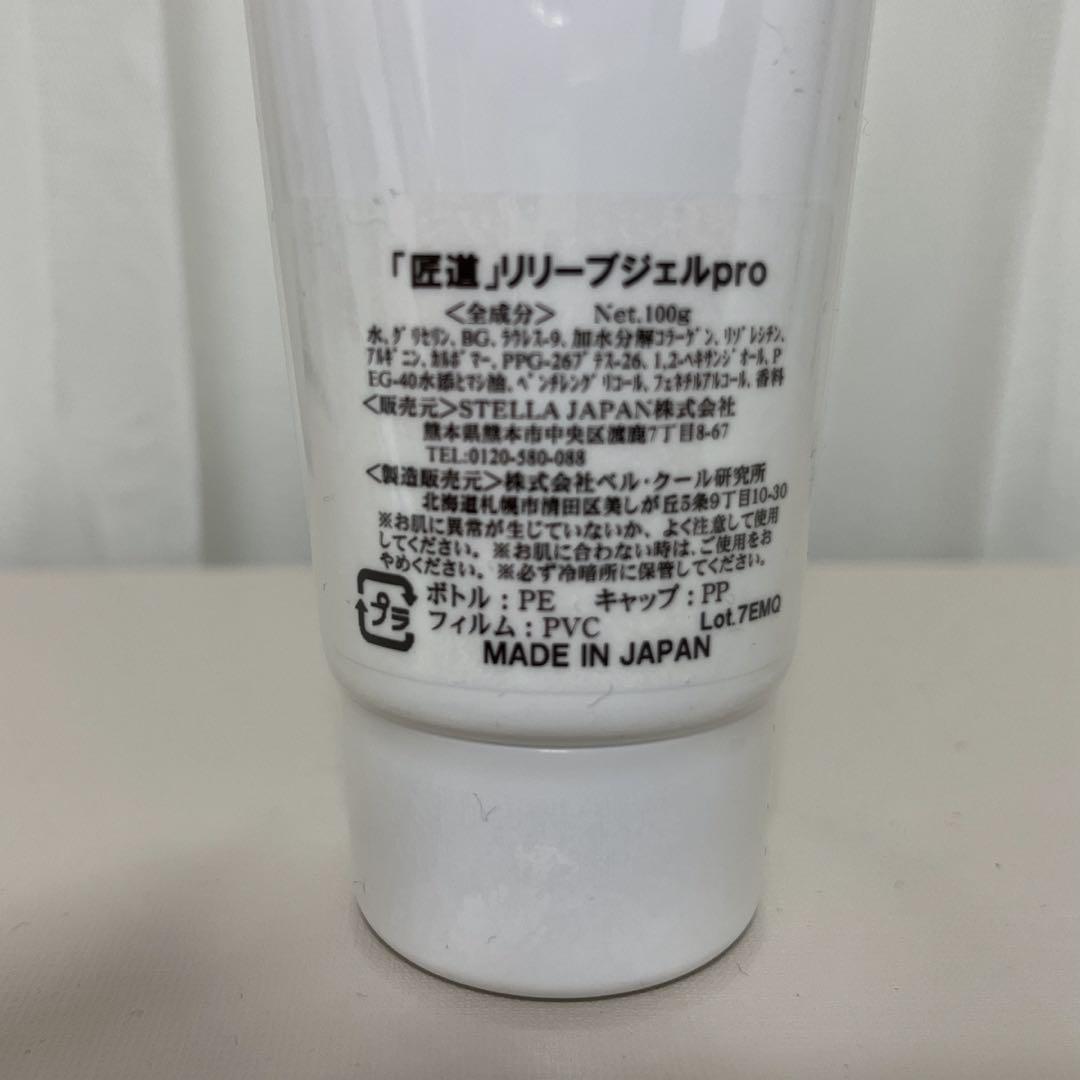 「匠道」リリーブジェルpro
＜全成分＞ Net.100g
水、グリセリン、BG、ラウレス-9、加水分解コラーゲン、リゾレシチン、
アルギニン、カルボマー、PPG-26ブテス-26、1,2-ヘキサンジオール、P
EG-40水添ヒマシ油、ペンチレングリコール、フェネチルアルコール、香料
＜販売元＞STELLA JAPAN株式会社
熊本県熊本市中央区渡鹿7丁目8-67
TEL:0120-580-088
＜製造販売元＞株式会社ベル・クール研究所
北海道札幌市清田区美しが丘5条9丁目10-30
※お肌に異常が生じていないか、よく注意して使用
してください。※お肌に合わない時は、ご使用をお
やめください。※必ず冷暗所に保管してください。
プラ ボトル：PE キャップ：PP
フィルム：PVC Lot.7EMQ
MADE IN JAPAN